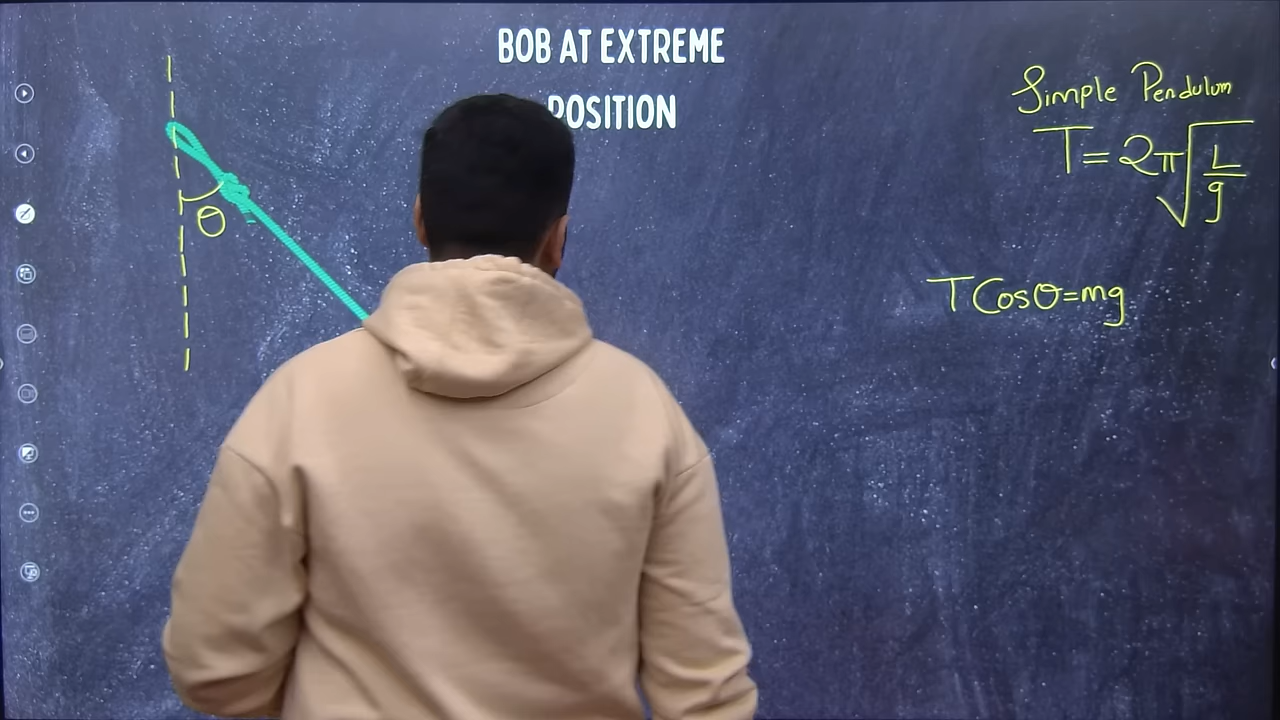 BOB AT EXTREME
POSITION
θ
Simple Pendulum
T = 2π√(L/g)
T Cosθ = mg